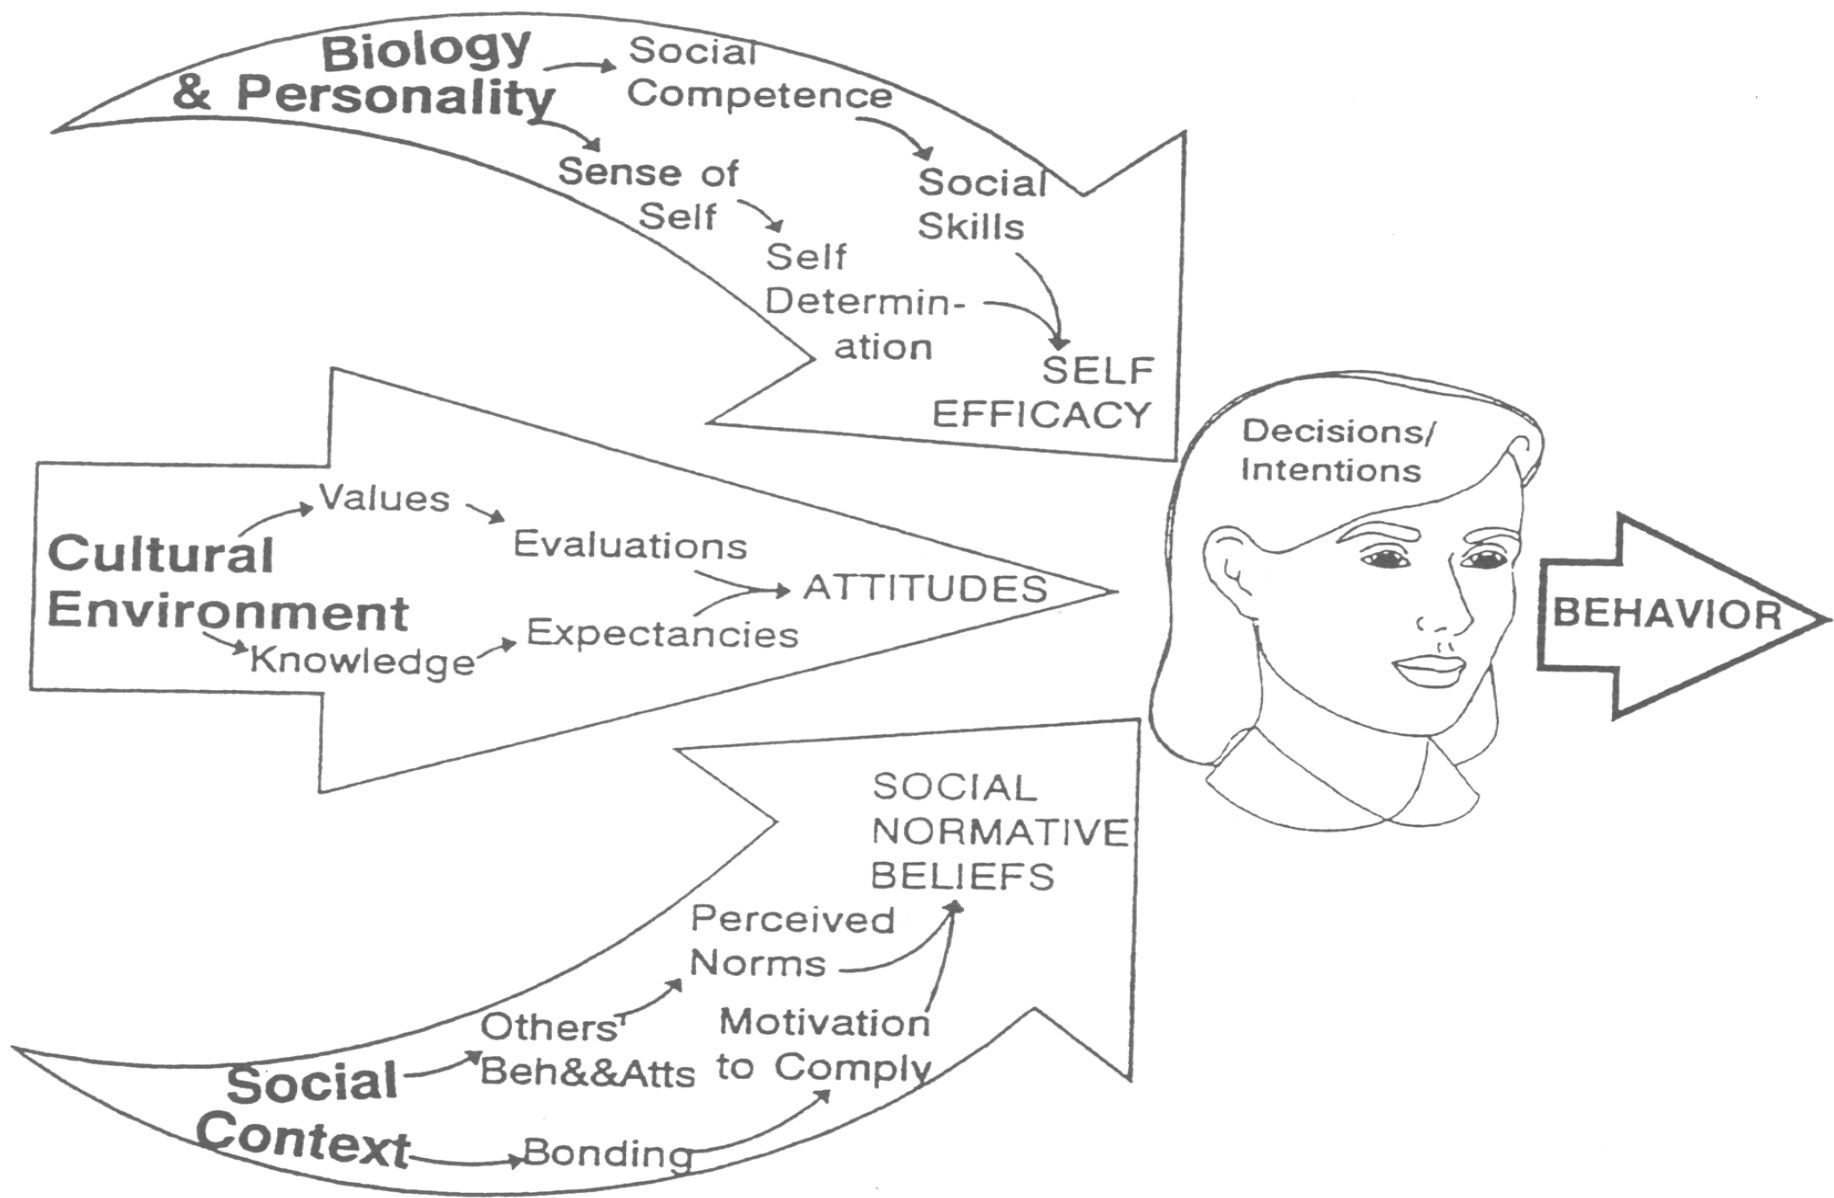 Biology
& Personality
Social
Competence
Sense of
Self
Social
Skills
Self
Determin-
ation
SELF
EFFICACY
Cultural
Environment
Values
Evaluations
Knowledge
Expectancies
ATTITUDES
Social
Context
Others'
Beh&&Atts
Perceived
Norms
Bonding
Motivation
to Comply
SOCIAL
NORMATIVE
BELIEFS
Decisions/
Intentions
BEHAVIOR